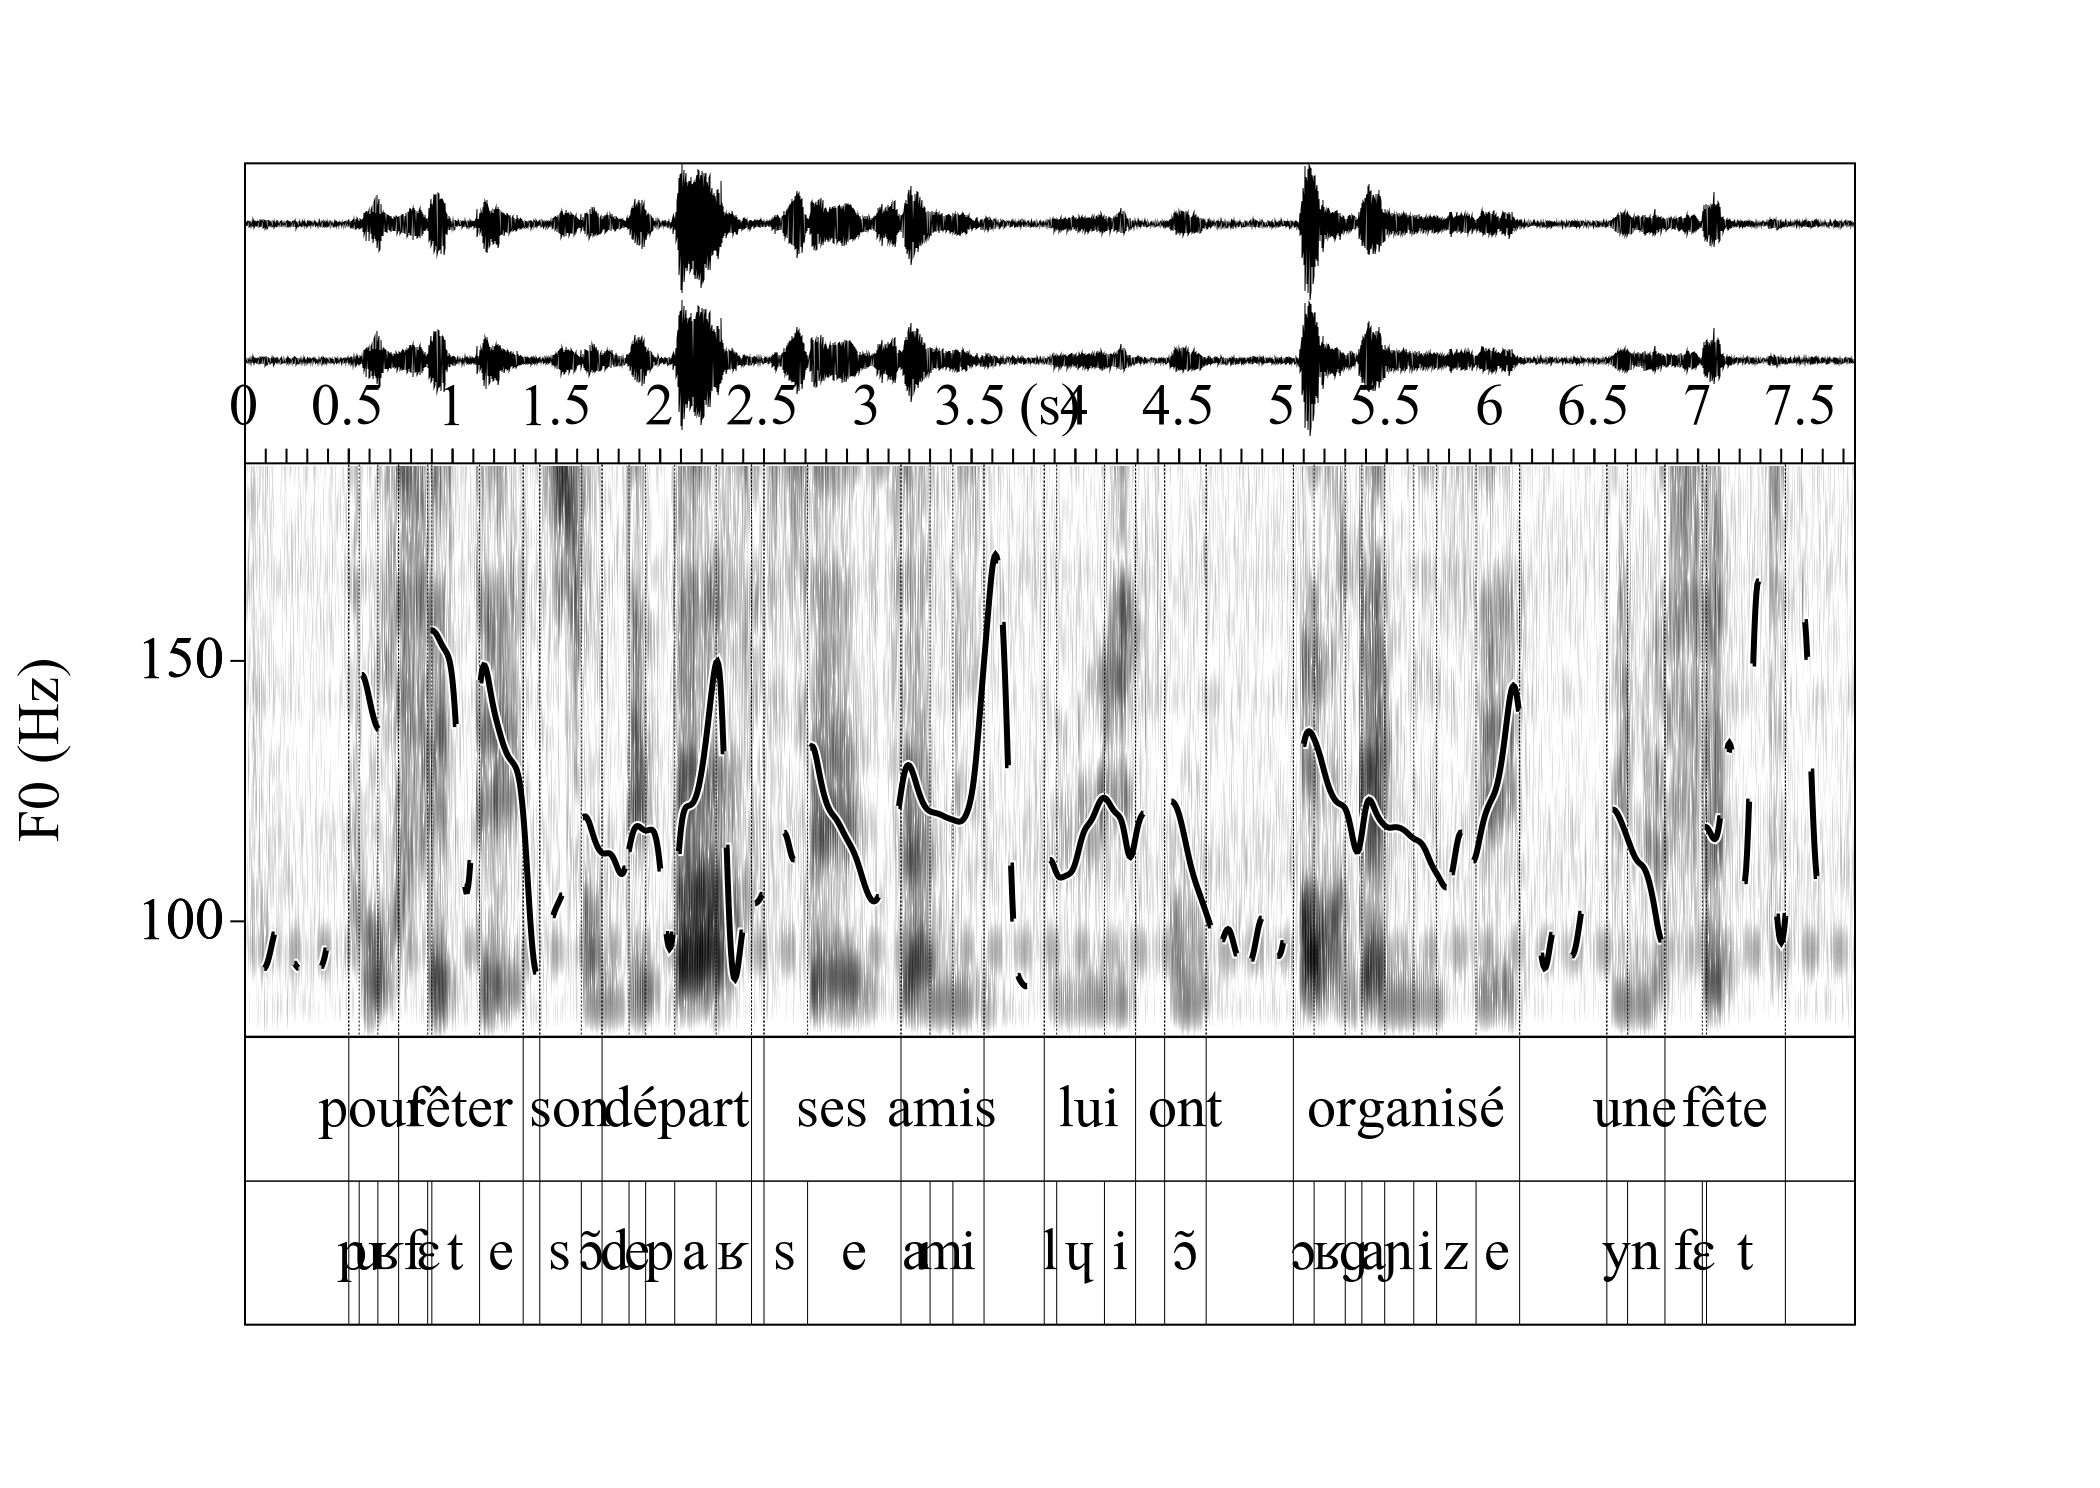 0 0.5 1 1.5 2 2.5 3 3.5 (s) 4 4.5 5 5.5 6 6.5 7 7.5
F0 (Hz)
150
100
pour fêter son départ ses amis lui ont organisé une fête
p u ʁ f ɛ t e s ɔ̃ d e p a ʁ s e a m i l ɥ i ɔ̃ ɔ ʁ g a ɲ i z e y n f ɛ t